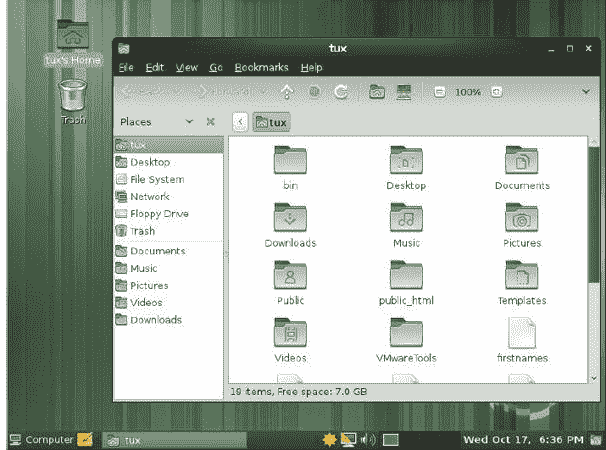 tux's Home
Trash
tux
File Edit View Go Bookmarks Help
100%
Places
tux
tux
Desktop
File System
Network
Floppy Drive
Trash
Documents
Music
Pictures
Videos
Downloads
bin Desktop Documents
Downloads Music Pictures
Public public_html Templates
Videos VMwareTools firstnames
19 items, Free space: 7.0 GB
Computer tux Wed Oct 17, 6:36 PM